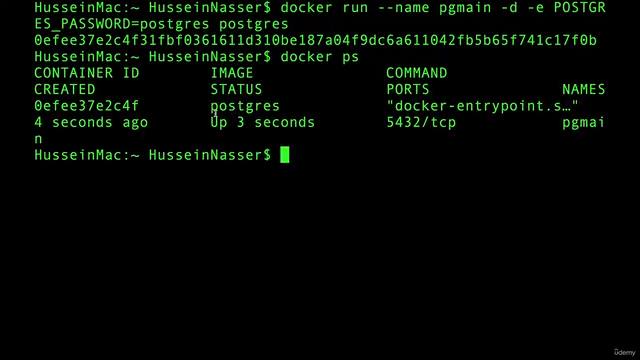 HusseinMac:~ HusseinNasser$ docker run --name pgmain -d -e POSTGR
ES_PASSWORD=postgres postgres
0efee37e2c4f31fbf0361611d310be187a04f9dc6a611042fb5b65f741c17f0b
HusseinMac:~ HusseinNasser$ docker ps
CONTAINER ID IMAGE COMMAND
CREATED STATUS PORTS NAMES
0efee37e2c4f postgres "docker-entrypoint.s…"
4 seconds ago Up 3 seconds 5432/tcp pgmai
n
HusseinMac:~ HusseinNasser$
udemy